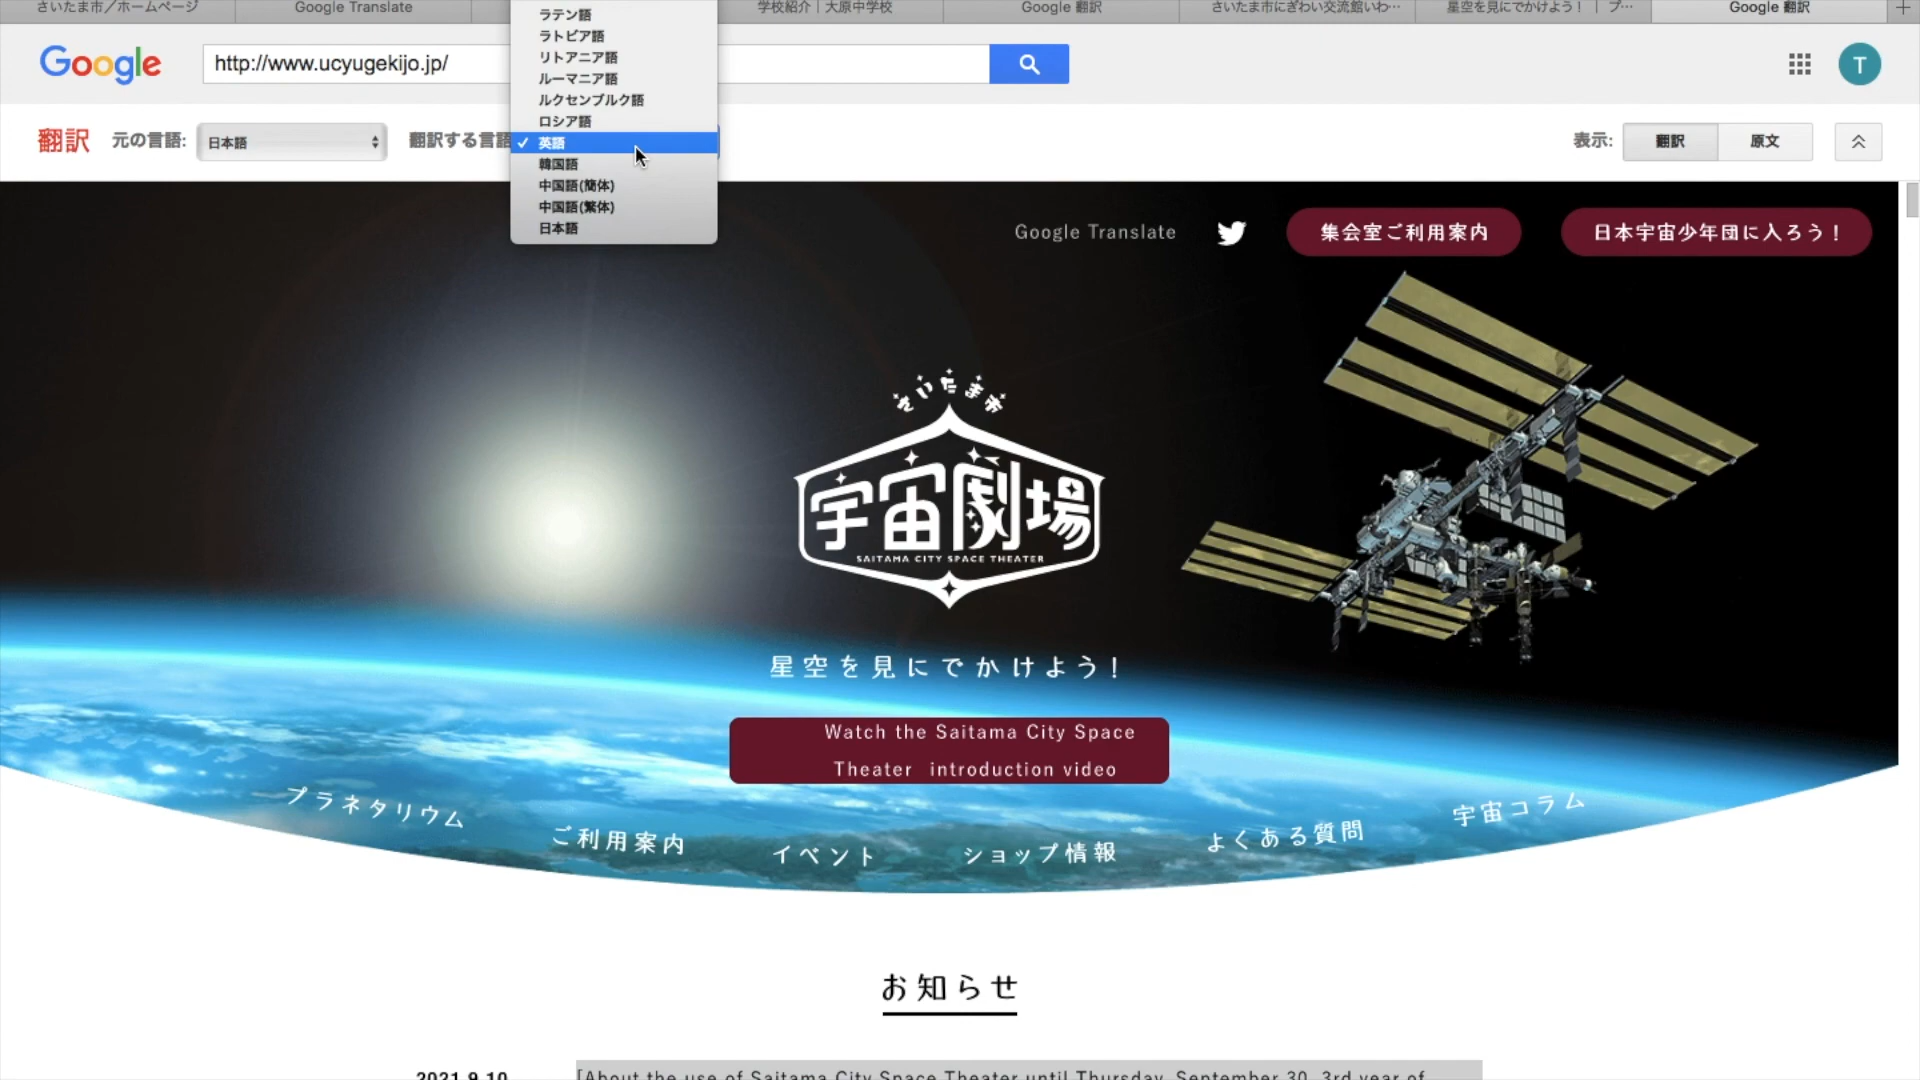 さいたま市／ホームページ
Google Translate
学校紹介｜大原中学校
Google 翻訳
さいたま市にぎわい交流館いわ…
星空を見にでかけよう！ | プ…
Google 翻訳
Google
http://www.ucyugekijo.jp/
T
翻訳
元の言語:
日本語
翻訳する言語
ラテン語
ラトビア語
リトアニア語
ルーマニア語
ルクセンブルク語
ロシア語
英語
韓国語
中国語(簡体)
中国語(繁体)
日本語
表示:
翻訳
原文
Google Translate
集会室ご利用案内
日本宇宙少年団に入ろう！
さいたま市
宇宙劇場
SAITAMA CITY SPACE THEATER
星空を見にでかけよう！
Watch the Saitama City Space
Theater introduction video
プラネタリウム
ご利用案内
イベント
ショップ情報
よくある質問
宇宙コラム
お知らせ
2021.9.10
[About the use of Saitama City Space Theater until Thursday, September 30, 3rd year of